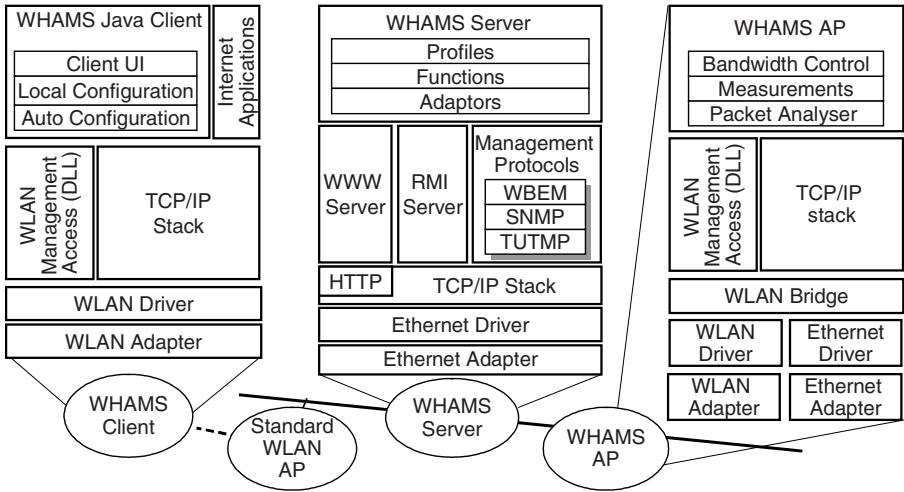 WHAMS Java Client
Client UI
Local Configuration
Auto Configuration
Internet
Applications
WLAN
Management
Access (DLL)
TCP/IP
Stack
WLAN Driver
WLAN Adapter
WHAMS Server
Profiles
Functions
Adaptors
WWW
Server
RMI
Server
Management
Protocols
WBEM
SNMP
TUTMP
HTTP
TCP/IP Stack
Ethernet Driver
Ethernet Adapter
WHAMS AP
Bandwidth Control
Measurements
Packet Analyser
WLAN
Management
Access (DLL)
TCP/IP
stack
WLAN Bridge
WLAN
Driver
Ethernet
Driver
WLAN
Adapter
Ethernet
Adapter
WHAMS
Client
Standard
WLAN
AP
WHAMS
Server
WHAMS
AP